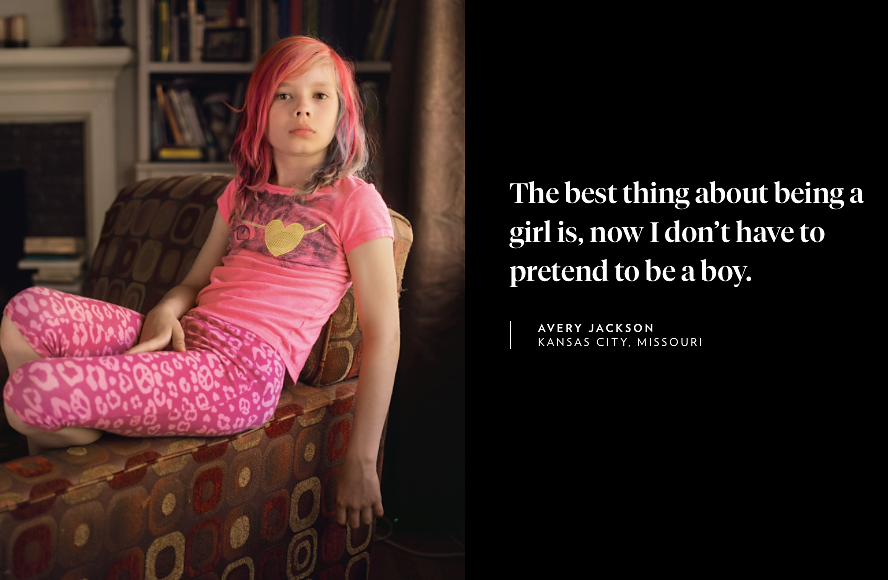 The best thing about being a
girl is, now I don't have to
pretend to be a boy.
AVERY JACKSON
KANSAS CITY, MISSOURI